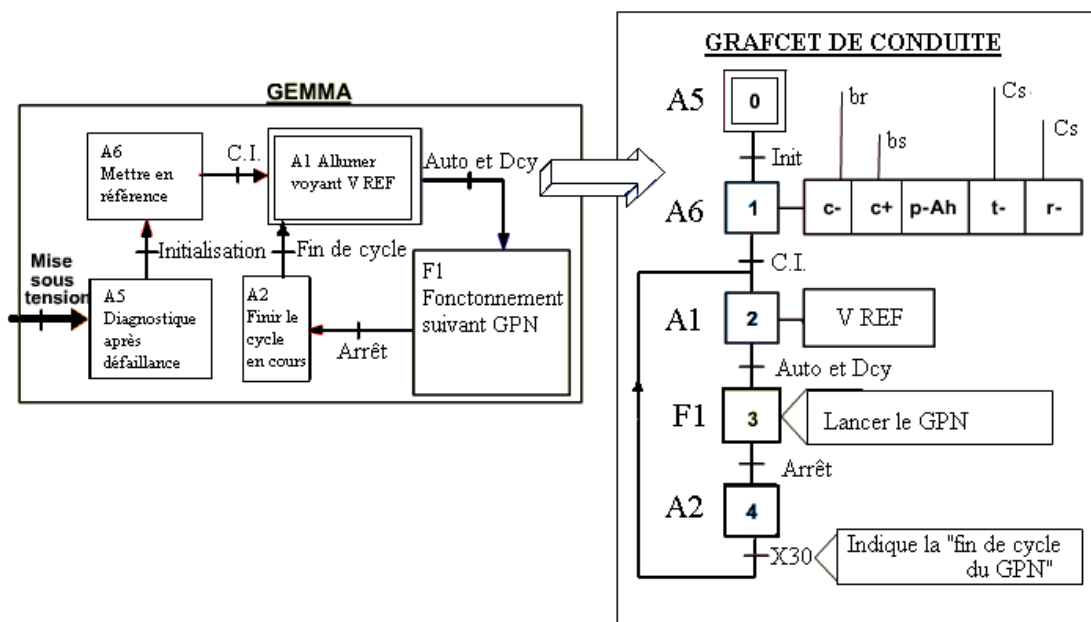 GEMMA
A6
Mettre en
référence
C.I.
A1 Allumer
voyant V REF
Auto et Dcy
Initialisation
Fin de cycle
Mise
sous
tension
A5
Diagnostique
après
défaillance
A2
Finir le
cycle
en cours
Arrêt
F1
Fonctonnement
suivant GPN
GRAFCET DE CONDUITE
A5
0
Init
br
bs
Cs
Cs
A6
1
c-
c+
p-Ah
t-
r-
C.I.
A1
2
V REF
Auto et Dcy
F1
3
Lancer le GPN
Arrêt
A2
4
X30
Indique la "fin de cycle
du GPN"